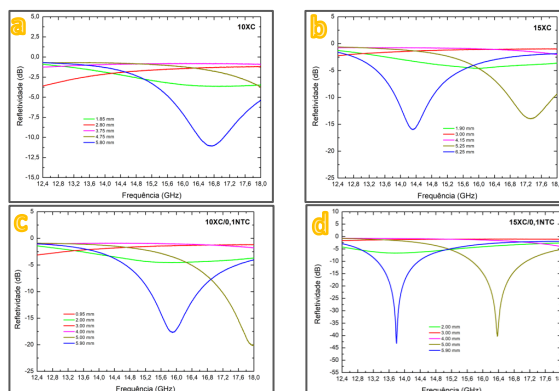 a
10XC
Refletividade (dB)
5,0
2,5
0,0
-2,5
-5,0
-7,5
-10,0
-12,5
-15,0
1.85 mm
2.80 mm
3.75 mm
4.75 mm
5.80 mm
12,4 12,8 13,2 13,6 14,0 14,4 14,8 15,2 15,6 16,0 16,4 16,8 17,2 17,6 18,0
Frequência (GHz)
b
15XC
Refletividade (dB)
5
0
-5
-10
-15
-20
-25
1.90 mm
3.00 mm
4.15 mm
5.25 mm
6.25 mm
12,4 12,8 13,2 13,6 14,0 14,4 14,8 15,2 15,6 16,0 16,4 16,8 17,2 17,6 18,0
Frequência (GHz)
c
10XC/0,1NTC
Refletividade (dB)
5
0
-5
-10
-15
-20
-25
0.85 mm
2.00 mm
3.00 mm
4.00 mm
5.00 mm
5.90 mm
12,4 12,8 13,2 13,6 14,0 14,4 14,8 15,2 15,6 16,0 16,4 16,8 17,2 17,6 18,0
Frequência (GHz)
d
15XC/0,1NTC
Refletividade (dB)
10
5
0
-5
-10
-15
-20
-25
-30
-35
-40
-45
-50
-55
2.00 mm
3.00 mm
4.00 mm
5.00 mm
5.90 mm
12,4 12,8 13,2 13,6 14,0 14,4 14,8 15,2 15,6 16,0 16,4 16,8 17,2 17,6
Frequência (GHz)